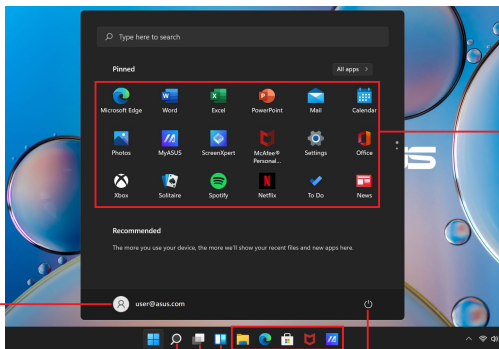 Type here to search
Pinned
All apps >
Microsoft Edge
Word
Excel
PowerPoint
Mail
Calendar
Photos
MyASUS
ScreenXpert
McAfee®
Personal...
Settings
Office
Xbox
Solitaire
Spotify
Netflix
To Do
News
Recommended
The more you use your device, the more we'll show your recent files and new apps here.
user@asus.com